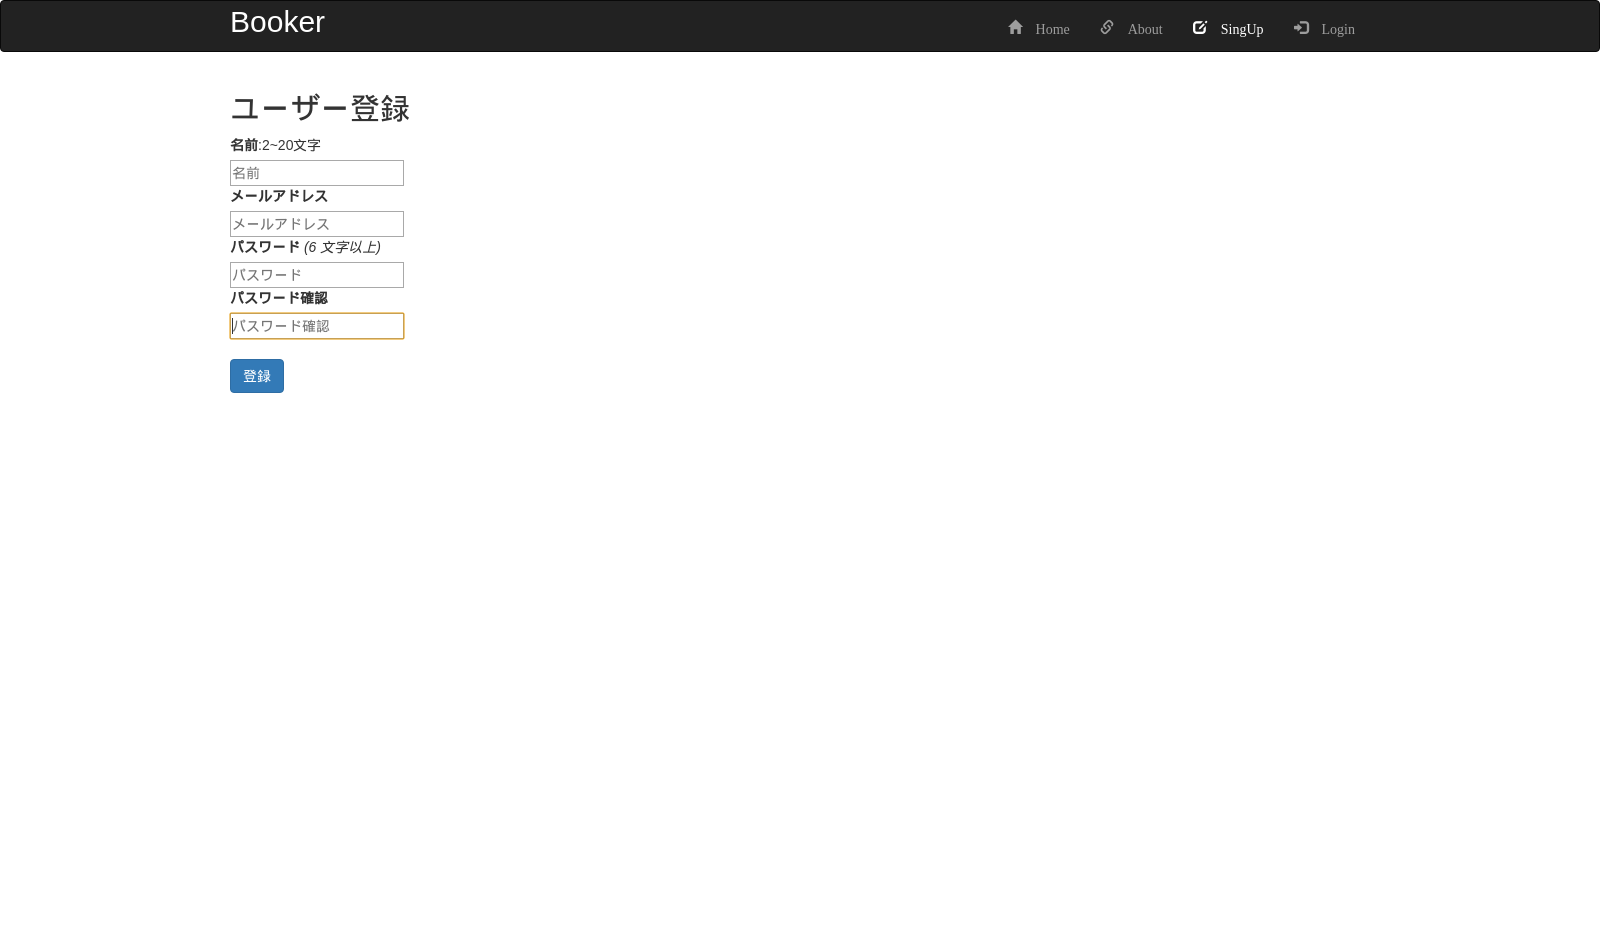 Booker
Home
About
SingUp
Login
ユーザー登録
名前:2~20文字
名前
メールアドレス
メールアドレス
パスワード (6 文字以上)
パスワード
パスワード確認
パスワード確認
登録